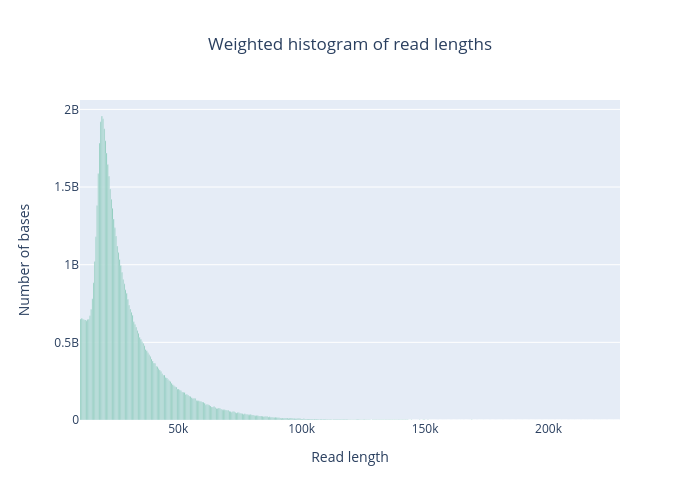 Weighted histogram of read lengths
2B
1.5B
1B
0.5B
0
Number of bases
50k
100k
150k
200k
Read length